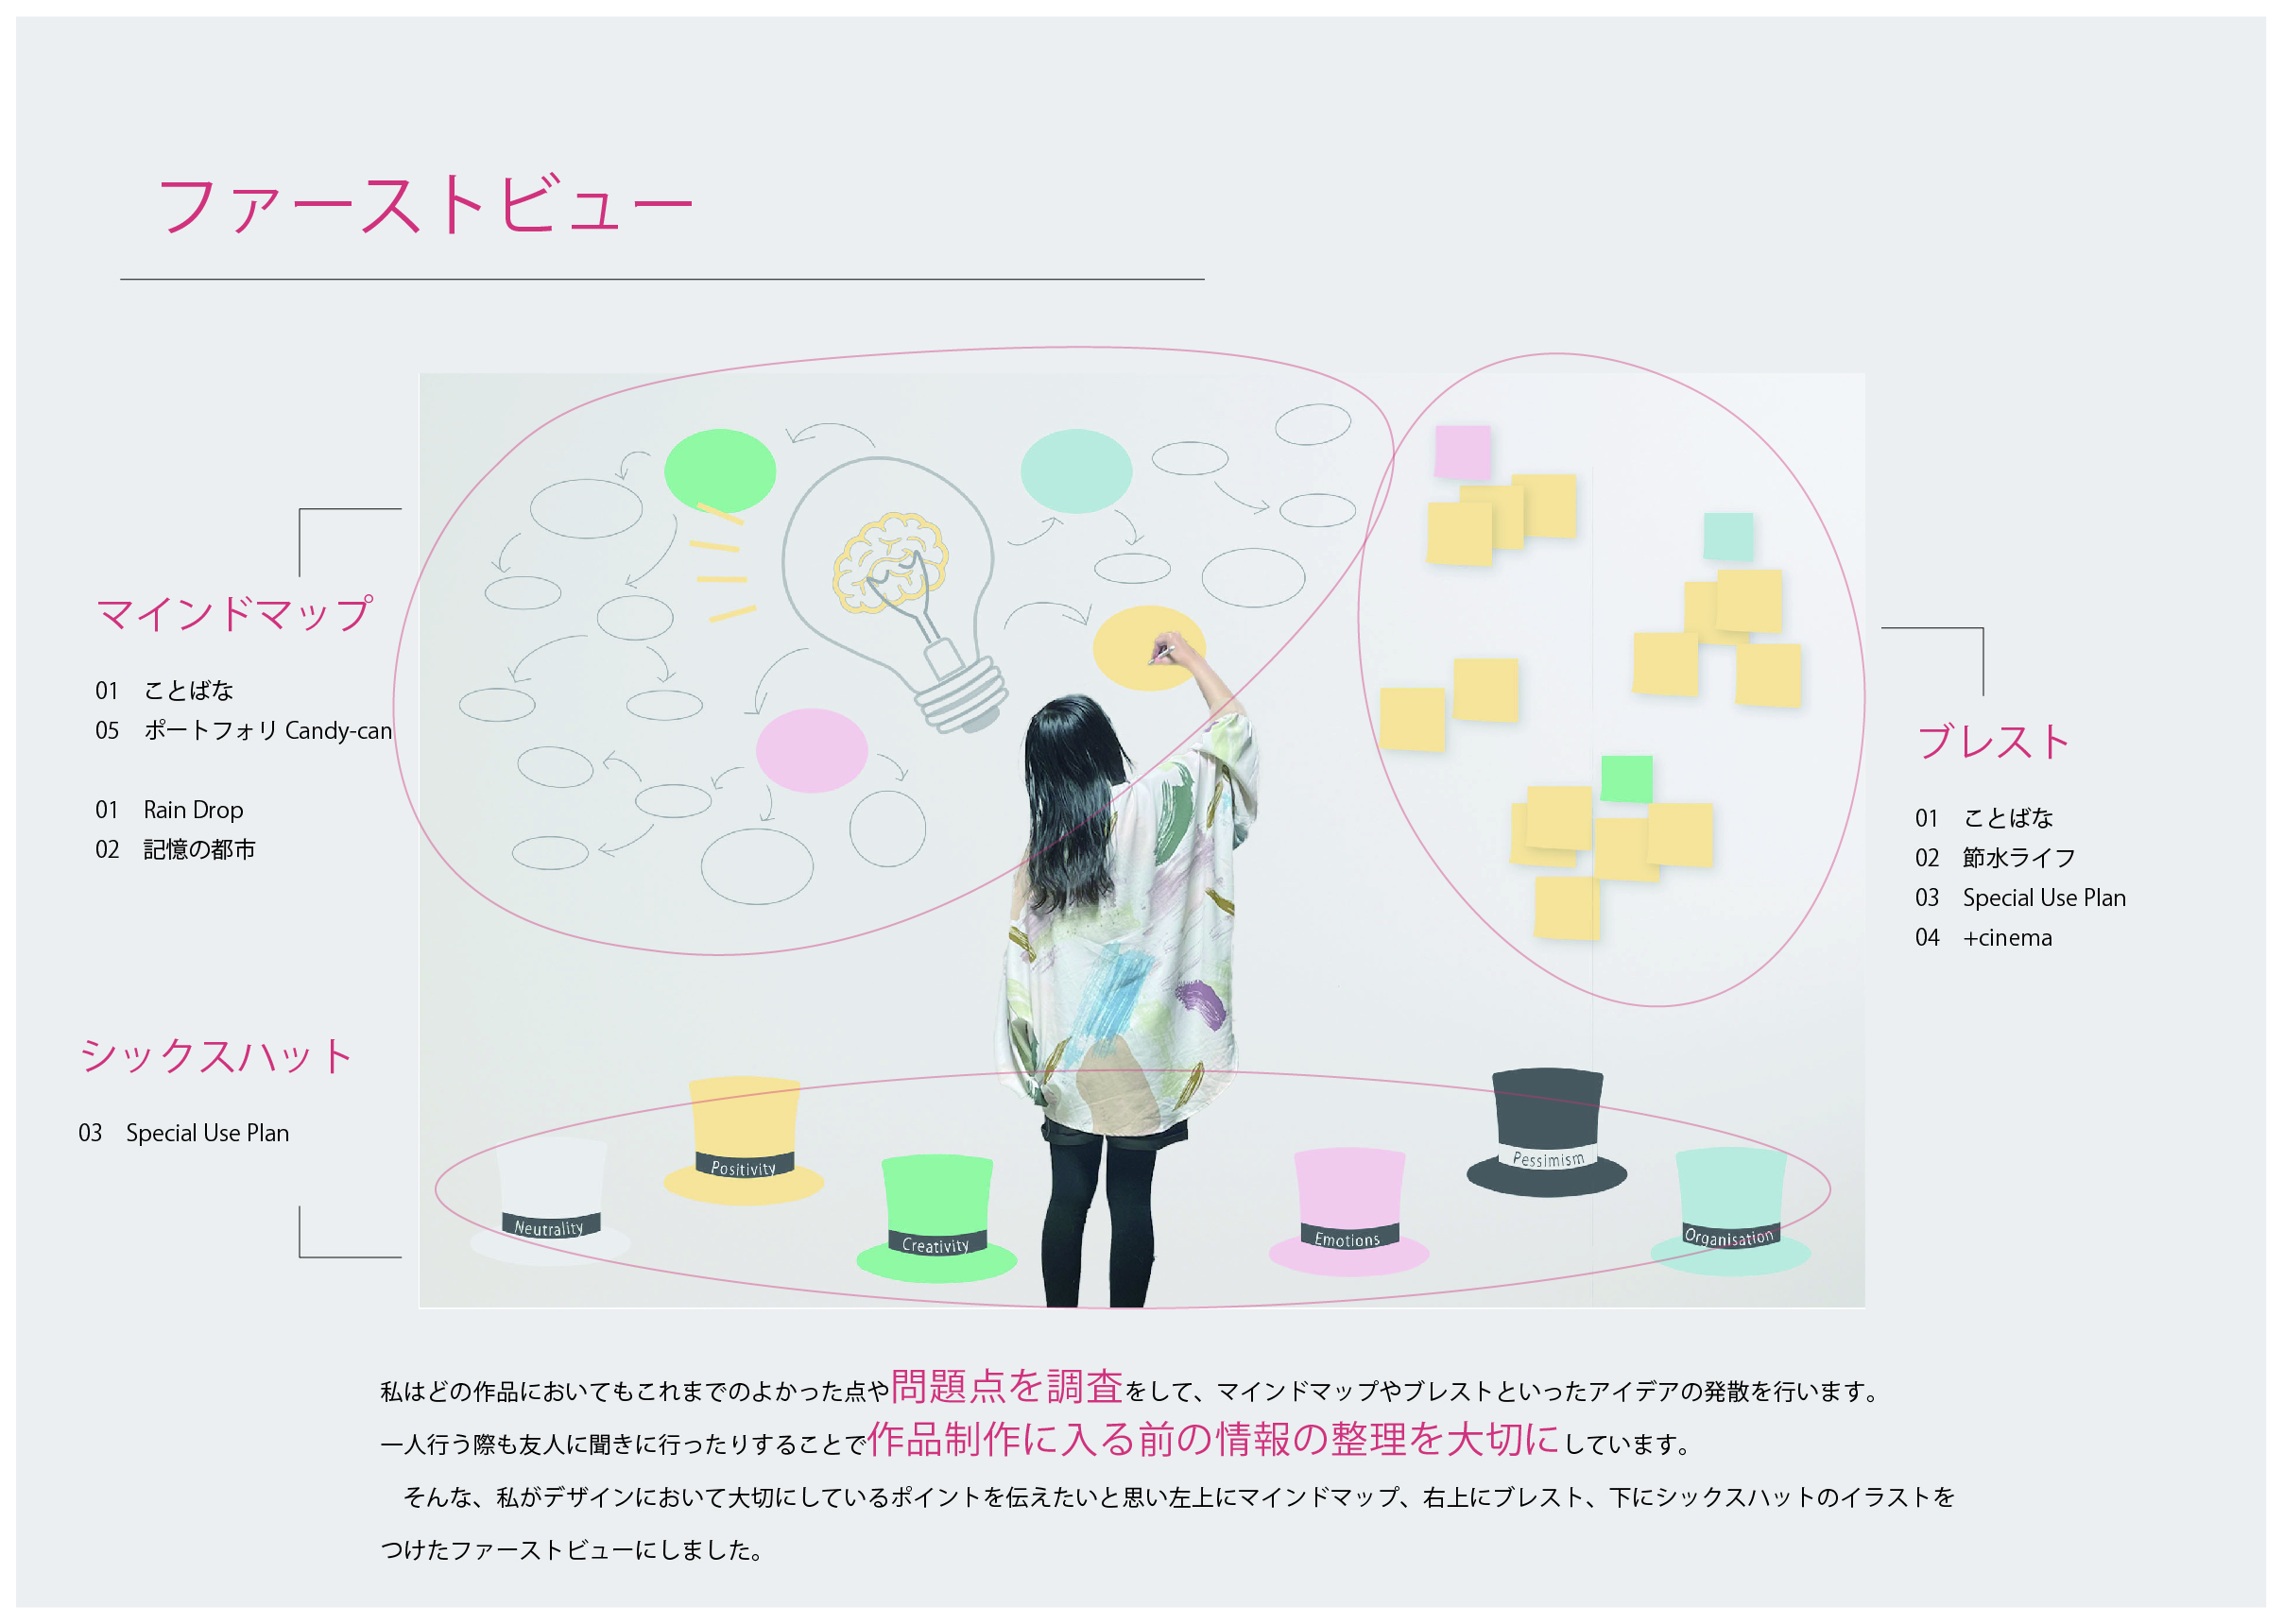 ファーストビュー
マインドマップ
01　ことばな
05　ポートフォリ Candy-can
01　Rain Drop
02　記憶の都市
ブレスト
01　ことばな
02　節水ライフ
03　Special Use Plan
04　+cinema
シックスハット
03　Special Use Plan
Neutrality
Positivity
Creativity
Emotions
Pessimism
Organisation
私はどの作品においてもこれまでのよかった点や問題点を調査をして、マインドマップやブレストといったアイデアの発散を行います。
一人行う際も友人に聞きに行ったりすることで作品制作に入る前の情報の整理を大切にしています。
　そんな、私がデザインにおいて大切にしているポイントを伝えたいと思い左上にマインドマップ、右上にブレスト、下にシックスハットのイラストを
つけたファーストビューにしました。